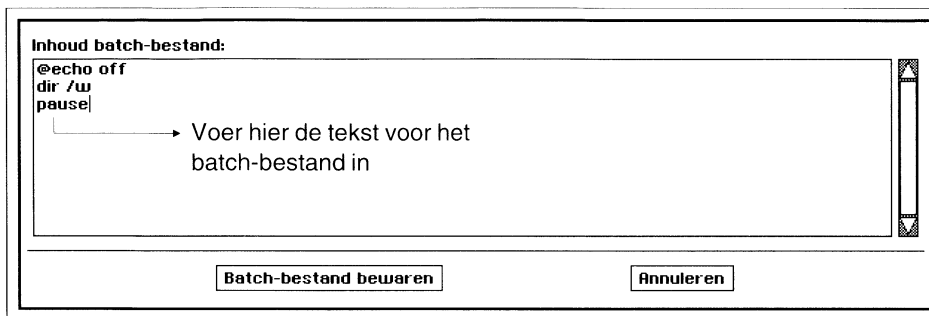 Inhoud batch-bestand:
@echo off
dir /w
pause
Voer hier de tekst voor het
batch-bestand in
Batch-bestand bewaren
Annuleren